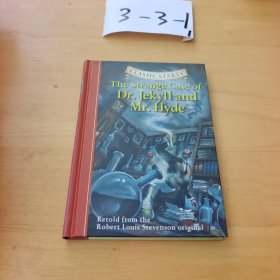 3-3-1
CLASSIC STARTS
The Strange Case of
Dr. Jekyll and
Mr. Hyde
Retold from the
Robert Louis Stevenson original